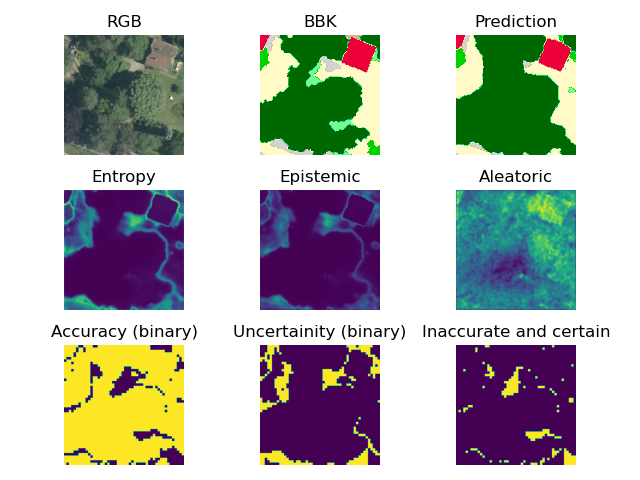 RGB
BBK
Prediction
Entropy
Epistemic
Aleatoric
Accuracy (binary)
Uncertainity (binary)
Inaccurate and certain